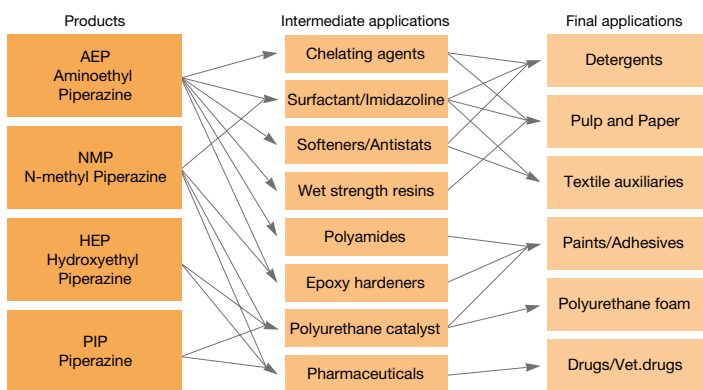 Products
Intermediate applications
Final applications
AEP
Aminoethyl
Piperazine
NMP
N-methyl Piperazine
HEP
Hydroxyethyl
Piperazine
PIP
Piperazine
Chelating agents
Surfactant/Imidazoline
Softeners/Antistats
Wet strength resins
Polyamides
Epoxy hardeners
Polyurethane catalyst
Pharmaceuticals
Detergents
Pulp and Paper
Textile auxiliaries
Paints/Adhesives
Polyurethane foam
Drugs/Vet.drugs